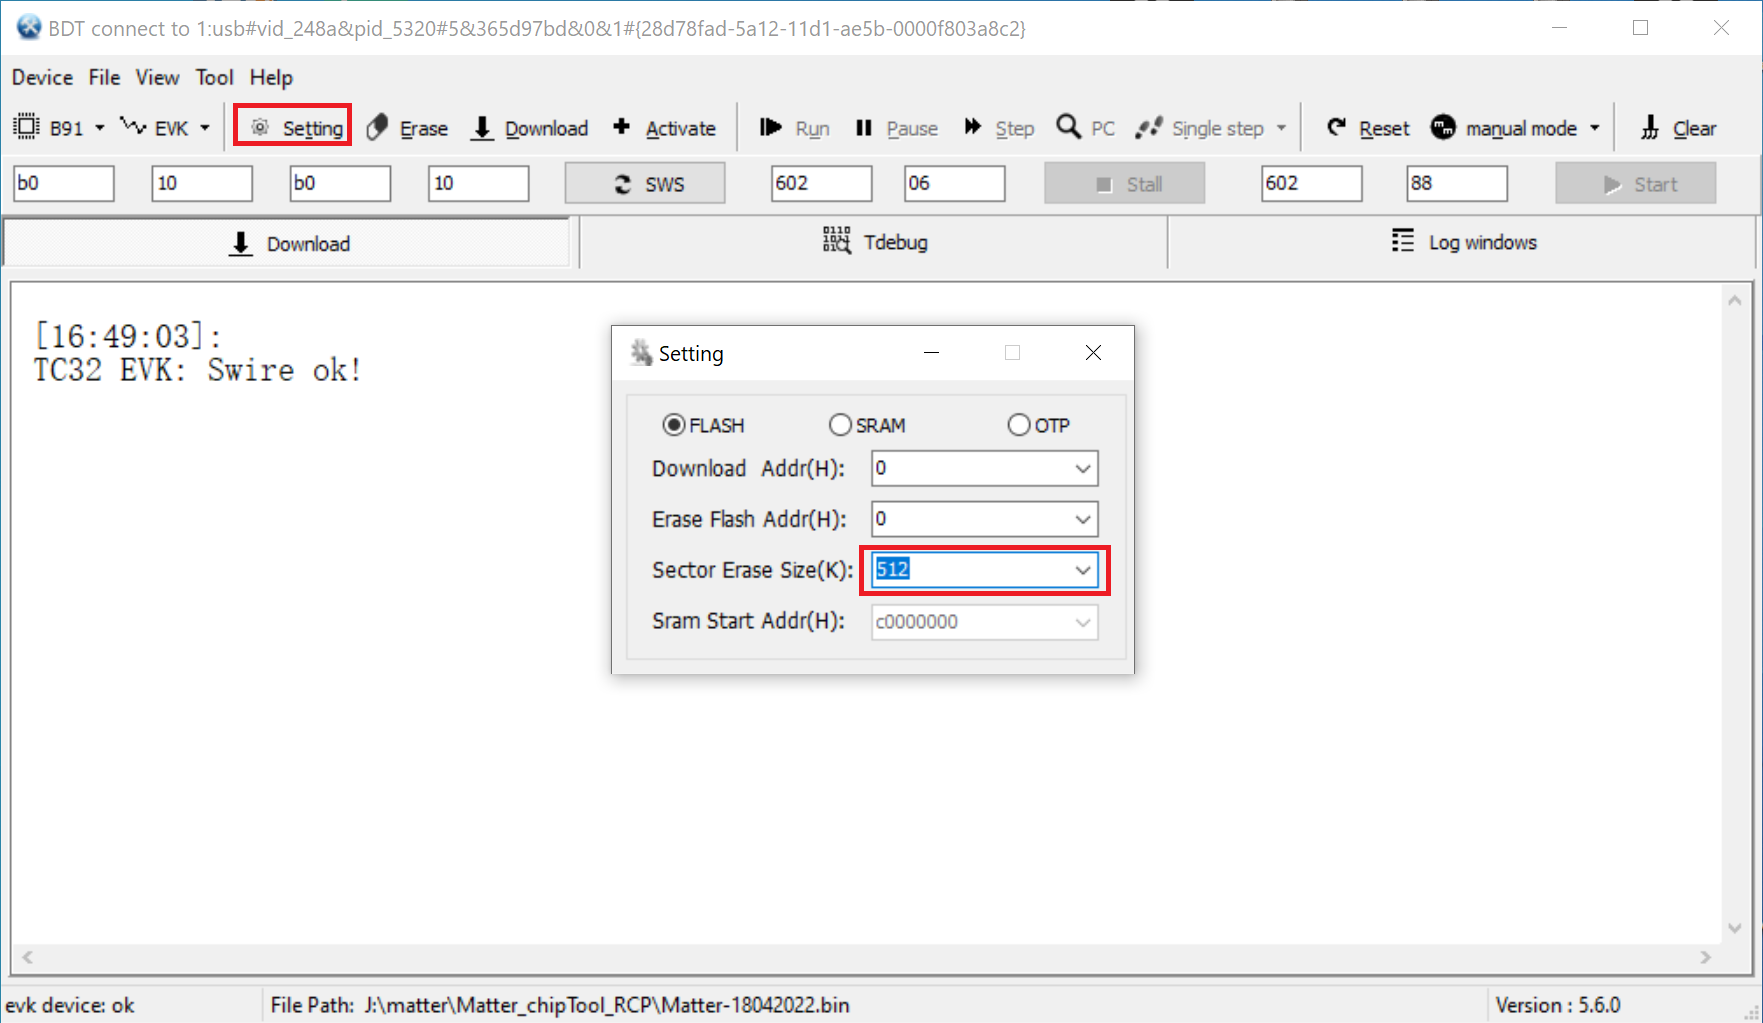 BDT connect to 1:usb#vid_248a&pid_5320#5&365d97bd&0&1#{28d78fad-5a12-11d1-ae5b-0000f803a8c2}
Device File View Tool Help
B91 EVK Setting Erase Download Activate Run Pause Step PC Single step Reset manual mode Clear
b0 10 b0 10 SWS 602 06 Stall 602 88 Start
Download Tdebug Log windows
[16:49:03]:
TC32 EVK: Swire ok!
Setting
FLASH SRAM OTP
Download Addr(H): 0
Erase Flash Addr(H): 0
Sector Erase Size(K): 512
Sram Start Addr(H): c0000000
evk device: ok File Path: J:\matter\Matter_chipTool_RCP\Matter-18042022.bin Version : 5.6.0